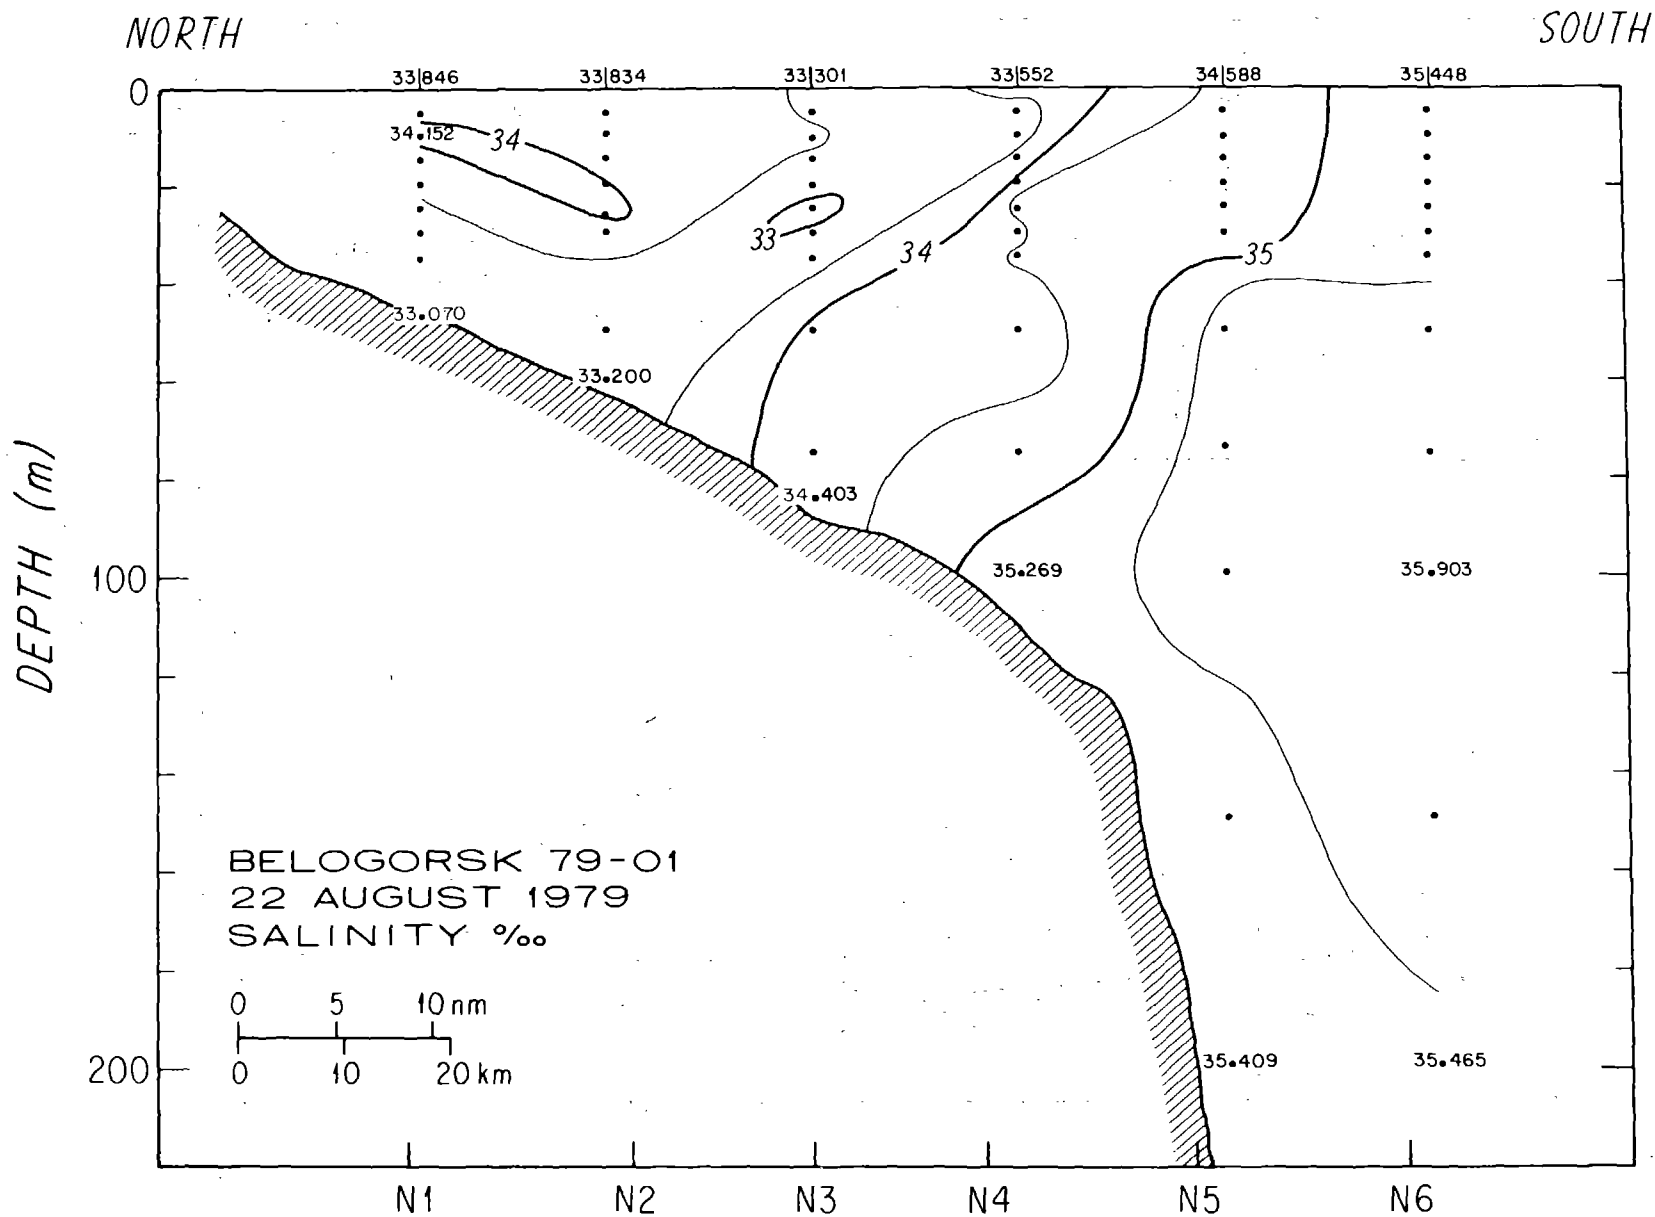 NORTH SOUTH
33|846 33|834 33|301 33|552 34|588 35|448
0
34.152 34
33 34 35
33.070
33.200
34.403
100 35.269 35.903
DEPTH (m)
BELOGORSK 79-01
22 AUGUST 1979
SALINITY ‰
0 5 10 nm
0 10 20 km
200 35.409 35.465
N1 N2 N3 N4 N5 N6